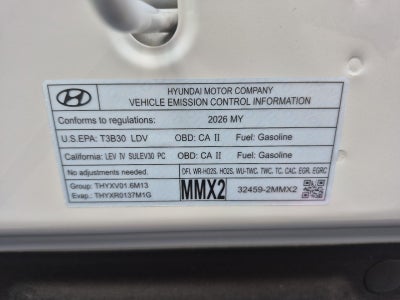 HYUNDAI MOTOR COMPANY
VEHICLE EMISSION CONTROL INFORMATION
Conforms to regulations: 2026 MY
U.S.EPA: T3B30 LDV OBD: CA II Fuel: Gasoline
California: LEV IV SULEV30 PC OBD: CA II Fuel: Gasoline
No adjustments needed. DFI, WR-HO2S, HO2S, WU-TWC, TWC, TC, CAC, EGR, EGRC
Group: THYXV01.6M13 MMX2 32459-2MMX2
Evap.: THYXR0137M1G